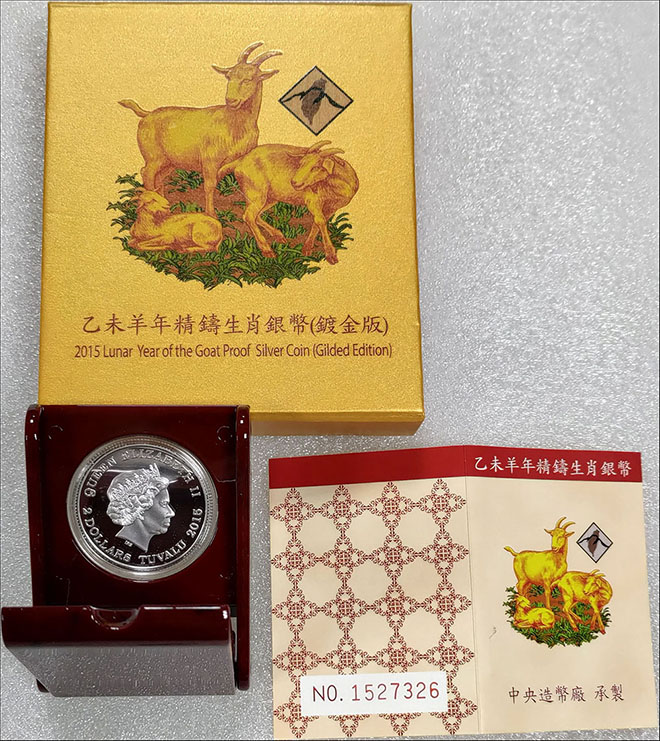 乙未羊年精鑄生肖銀幣(鍍金版)
2015 Lunar Year of the Goat Proof Silver Coin (Gilded Edition)
QUEEN ELIZABETH II
2 DOLLARS TUVALU 2015
乙未羊年精鑄生肖銀幣
NO. 1527326
中央造幣廠 承製